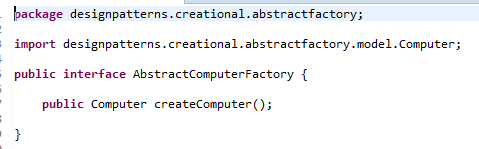 package designpatterns.creational.abstractfactory;
import designpatterns.creational.abstractfactory.model.Computer;
public interface AbstractComputerFactory {
public Computer createComputer();
}